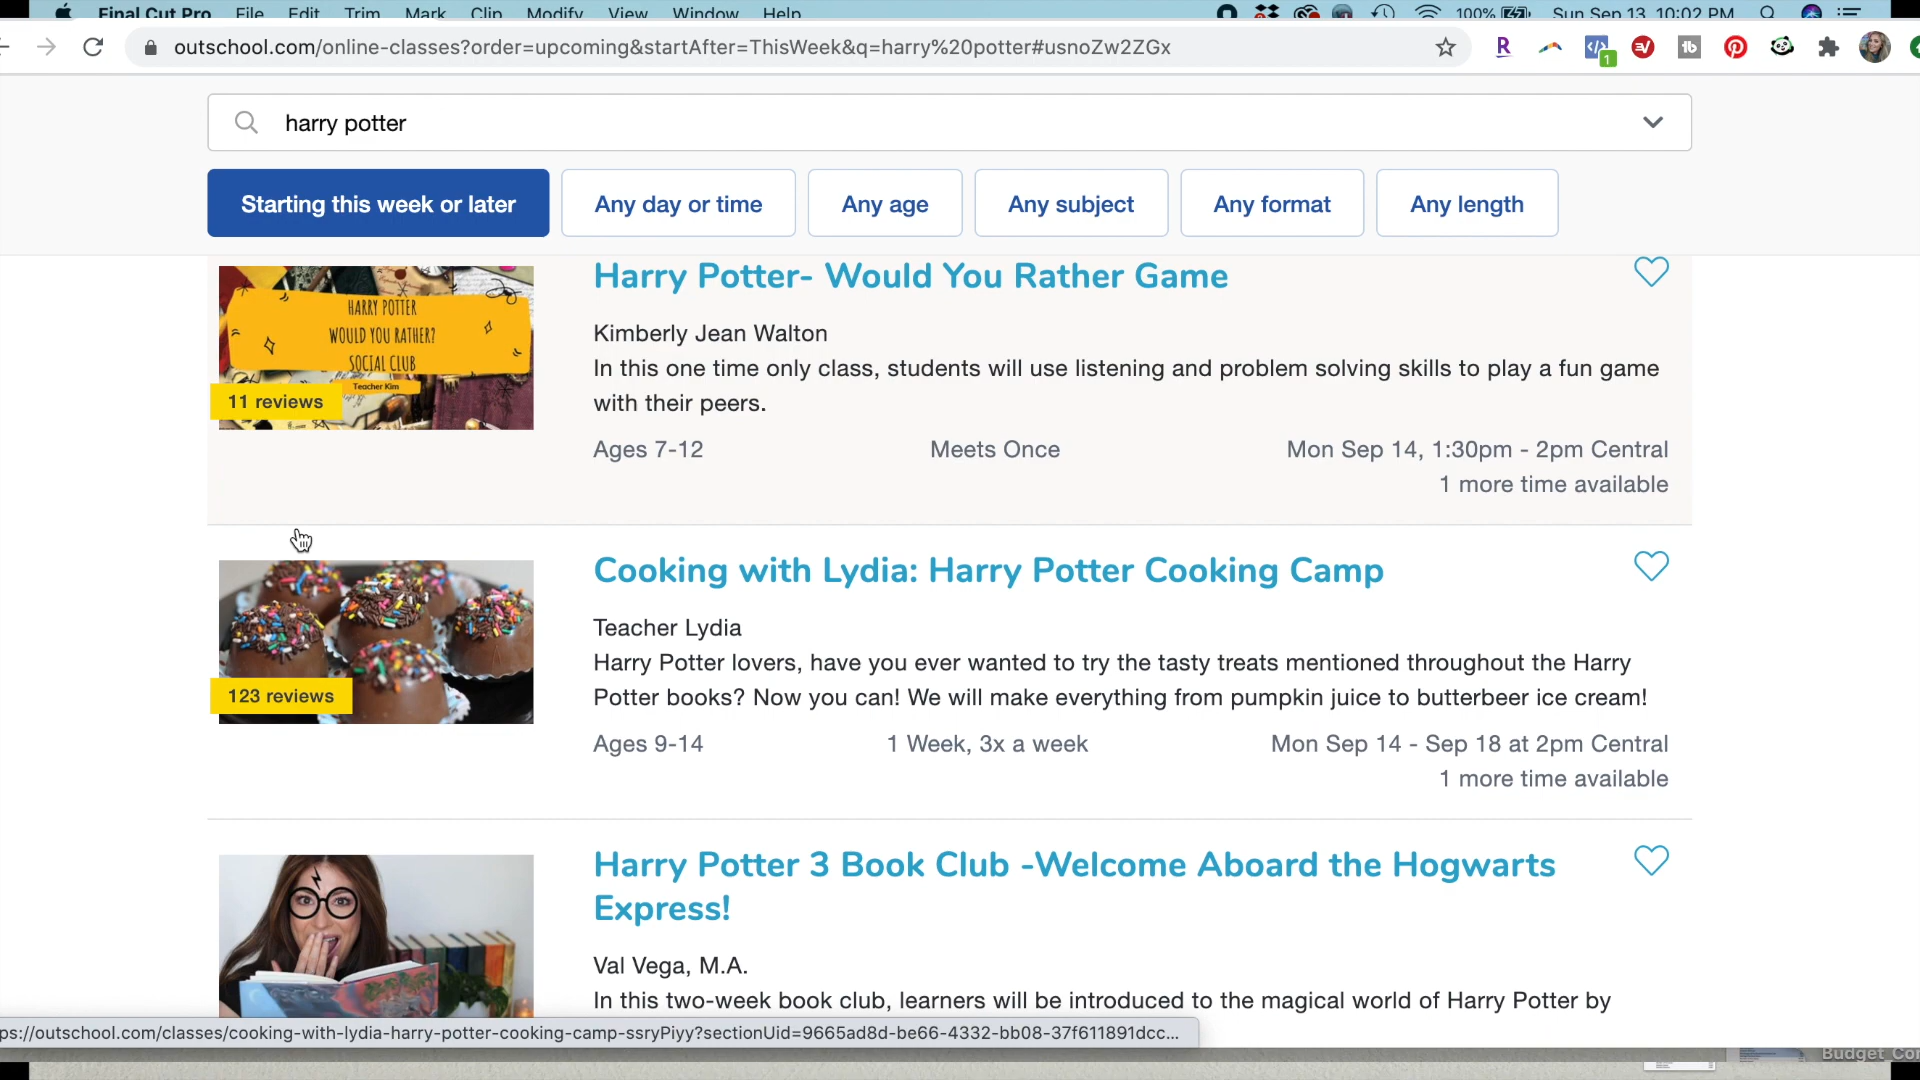 Final Cut Pro File Edit Trim Mark Clip Modify View Window Help 100% Sun Sep 13 10:02 PM
outschool.com/online-classes?order=upcoming&startAfter=ThisWeek&q=harry%20potter#usnoZw2ZGx
harry potter
Starting this week or later Any day or time Any age Any subject Any format Any length
HARRY POTTER
WOULD YOU RATHER?
SOCIAL CLUB
Teacher Kim
11 reviews
Harry Potter- Would You Rather Game
Kimberly Jean Walton
In this one time only class, students will use listening and problem solving skills to play a fun game
with their peers.
Ages 7-12 Meets Once Mon Sep 14, 1:30pm - 2pm Central
1 more time available
123 reviews
Cooking with Lydia: Harry Potter Cooking Camp
Teacher Lydia
Harry Potter lovers, have you ever wanted to try the tasty treats mentioned throughout the Harry
Potter books? Now you can! We will make everything from pumpkin juice to butterbeer ice cream!
Ages 9-14 1 Week, 3x a week Mon Sep 14 - Sep 18 at 2pm Central
1 more time available
Harry Potter 3 Book Club -Welcome Aboard the Hogwarts
Express!
Val Vega, M.A.
In this two-week book club, learners will be introduced to the magical world of Harry Potter by
ps://outschool.com/classes/cooking-with-lydia-harry-potter-cooking-camp-ssryPiyy?sectionUid=9665ad8d-be66-4332-bb08-37f611891dcc...
Budget_Con